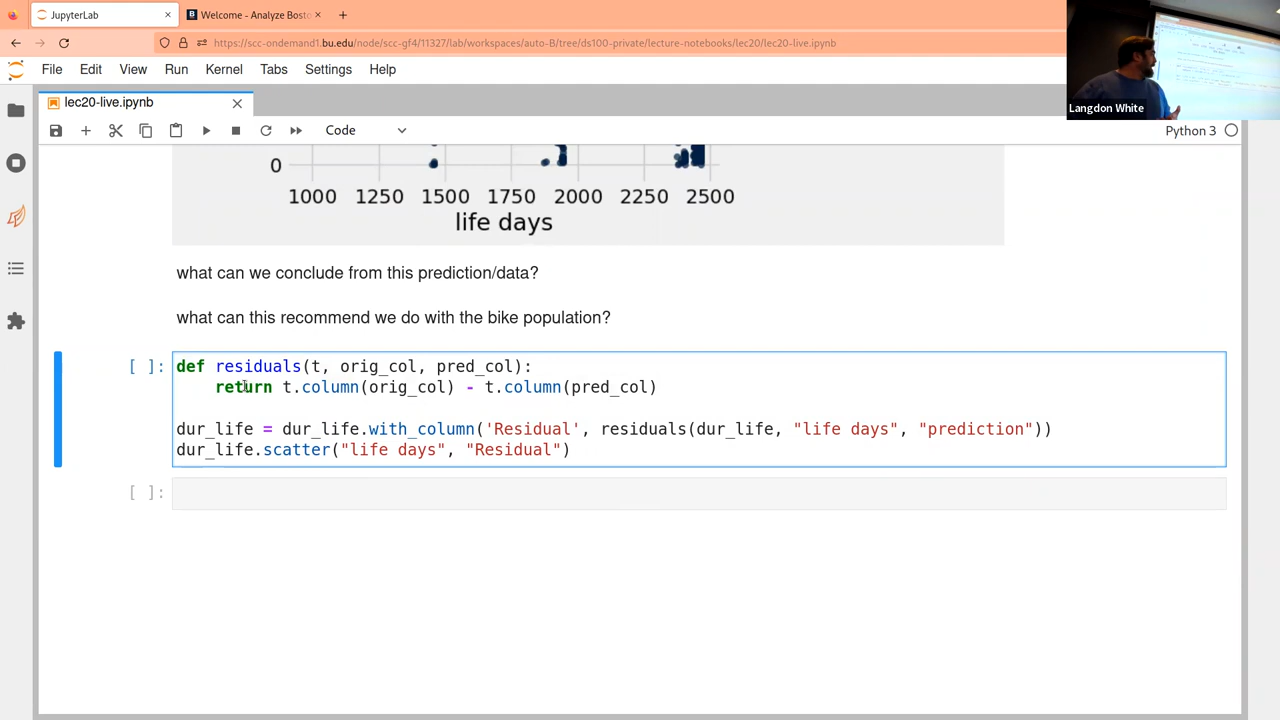 JupyterLab
Welcome - Analyze Bosto
https://scc-ondemand1.bu.edu/node/scc-gf4/11327/lab/workspaces/auto-B/tree/ds100-private/lecture-notebooks/lec20/lec20-live.ipynb
File Edit View Run Kernel Tabs Settings Help
Langdon White
lec20-live.ipynb
Code
Python 3
0
1000 1250 1500 1750 2000 2250 2500
life days
what can we conclude from this prediction/data?
what can this recommend we do with the bike population?
[ ]: def residuals(t, orig_col, pred_col):
return t.column(orig_col) - t.column(pred_col)
dur_life = dur_life.with_column('Residual', residuals(dur_life, "life days", "prediction"))
dur_life.scatter("life days", "Residual")
[ ]: